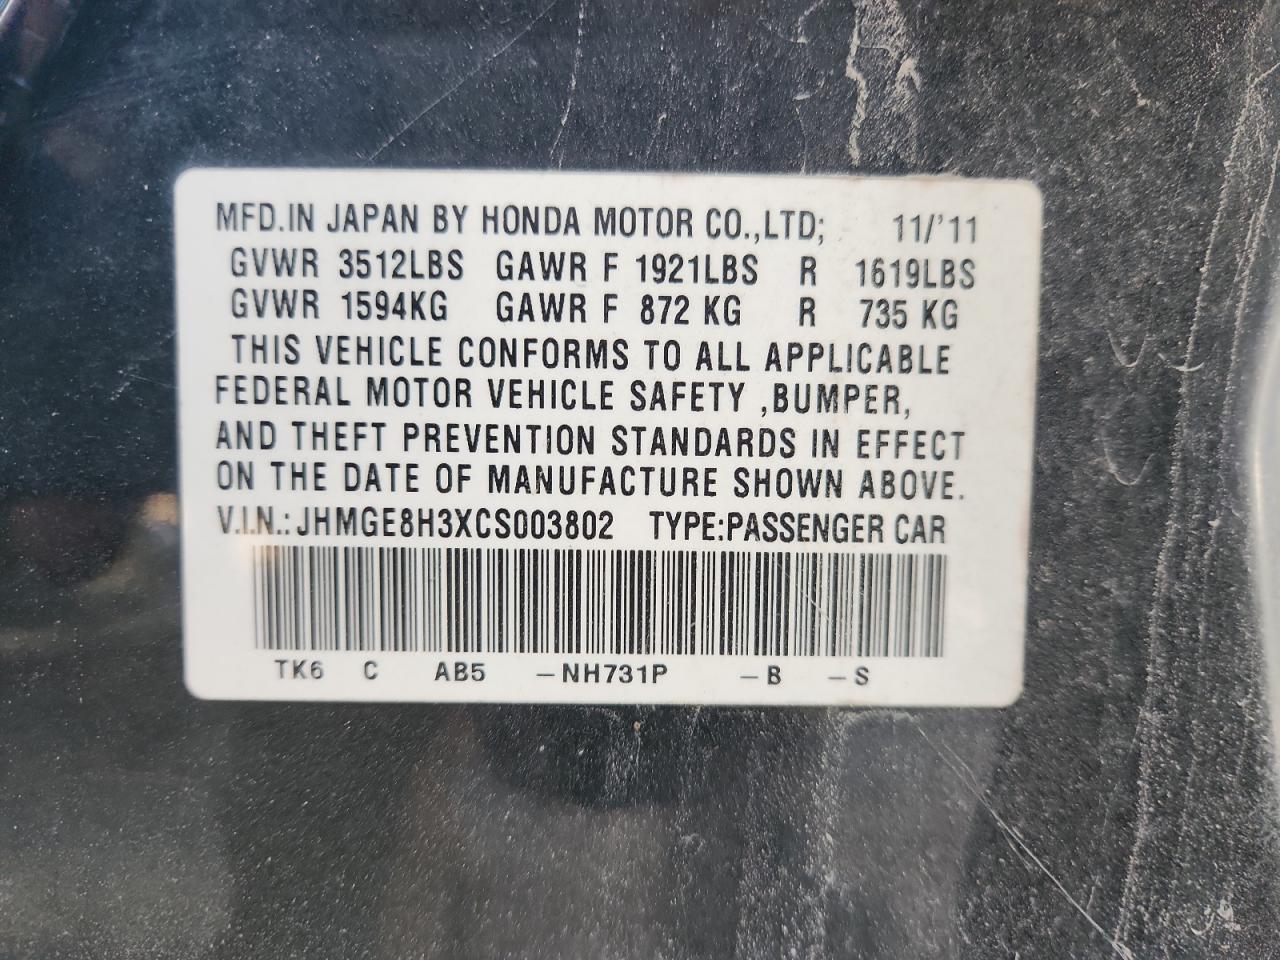 MFD.IN JAPAN BY HONDA MOTOR CO.,LTD; 11/'11
GVWR 3512LBS GAWR F 1921LBS R 1619LBS
GVWR 1594KG GAWR F 872 KG R 735 KG
THIS VEHICLE CONFORMS TO ALL APPLICABLE
FEDERAL MOTOR VEHICLE SAFETY ,BUMPER,
AND THEFT PREVENTION STANDARDS IN EFFECT
ON THE DATE OF MANUFACTURE SHOWN ABOVE.
V.I.N.: JHMGE8H3XCS003802 TYPE:PASSENGER CAR
TK6 C AB5 –NH731P –B –S